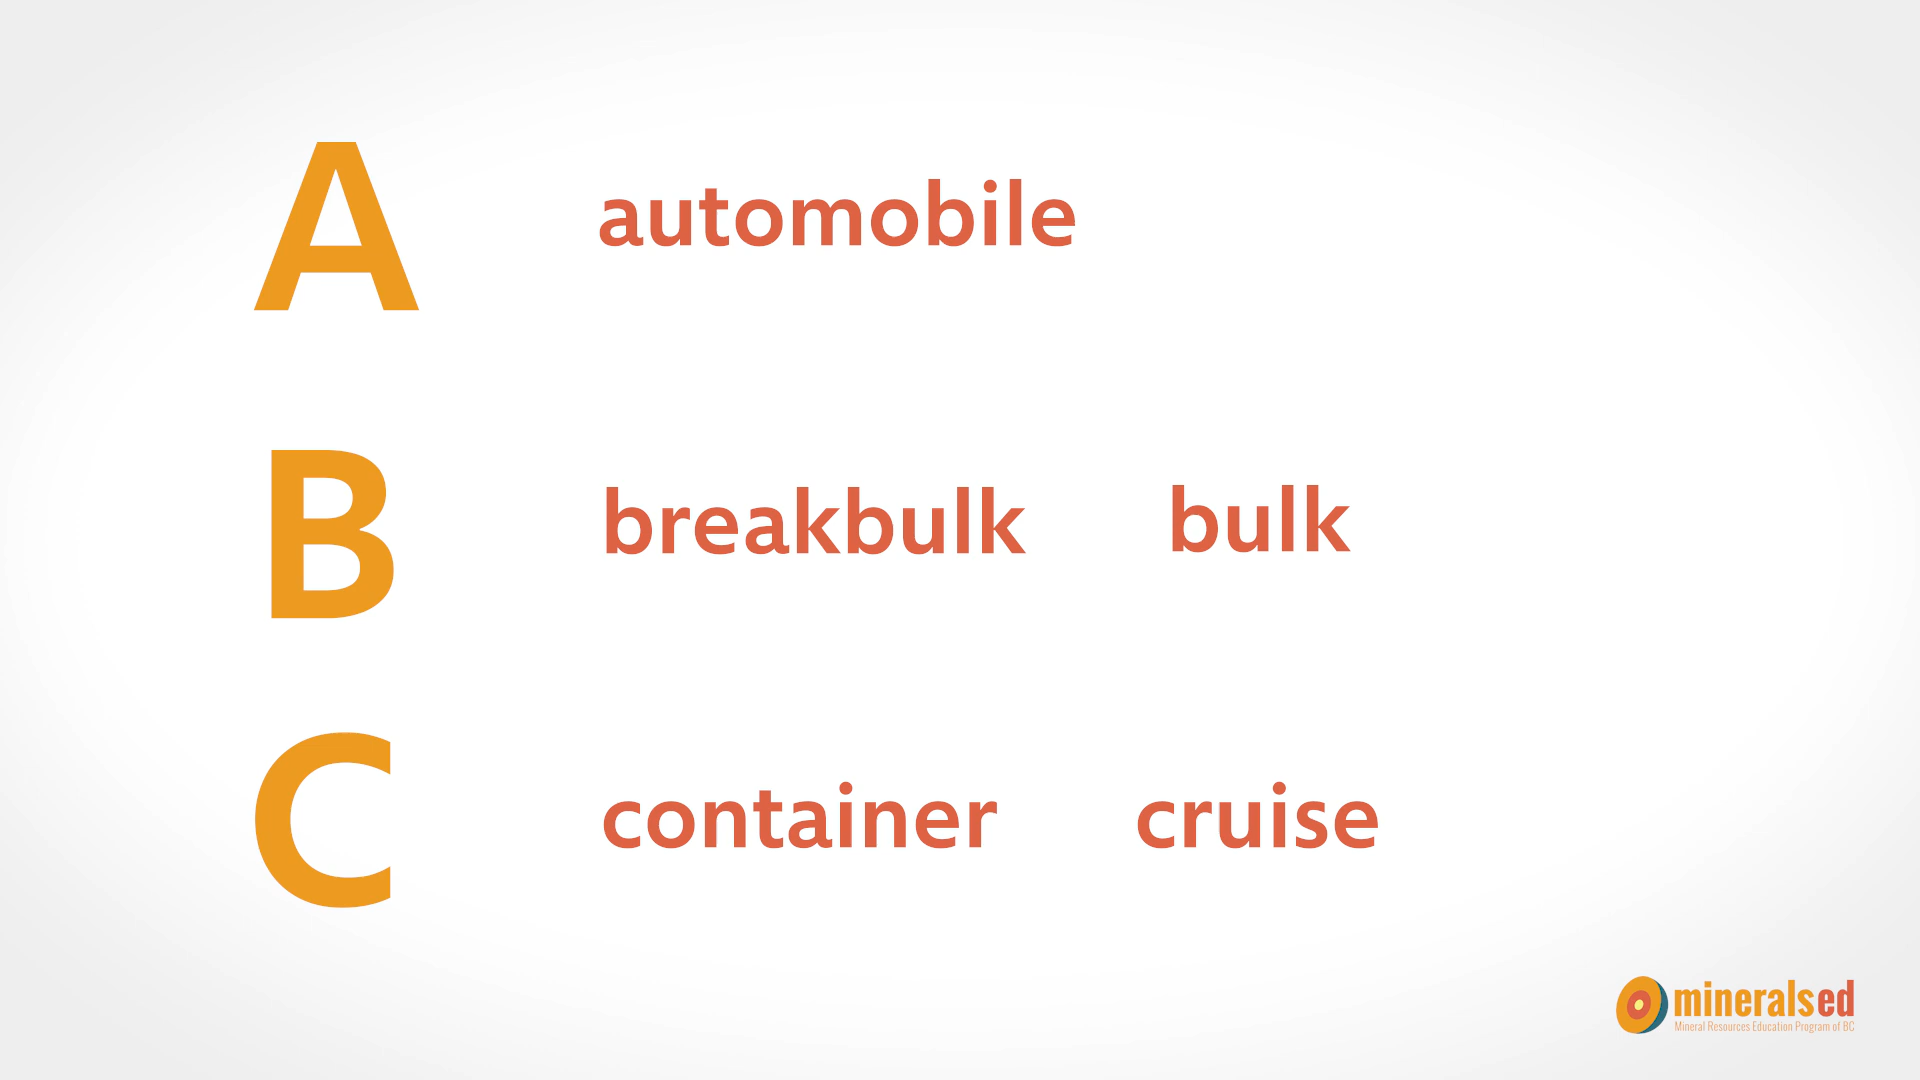 A automobile
B breakbulk bulk
C container cruise
mineralsed
Mineral Resources Education Program of BC